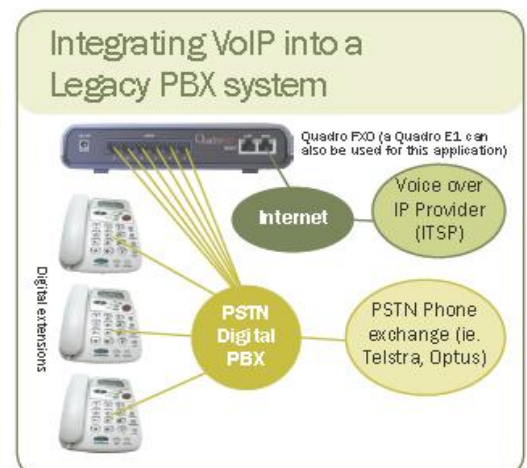 Integrating VoIP into a
Legacy PBX system
Quadro FXO (a Quadro E1 can
also be used for this application)
Quadro
Internet
Voice over
IP Provider
(ITSP)
Digital extensions
PSTN
Digital
PBX
PSTN Phone
exchange (ie.
Telstra, Optus)